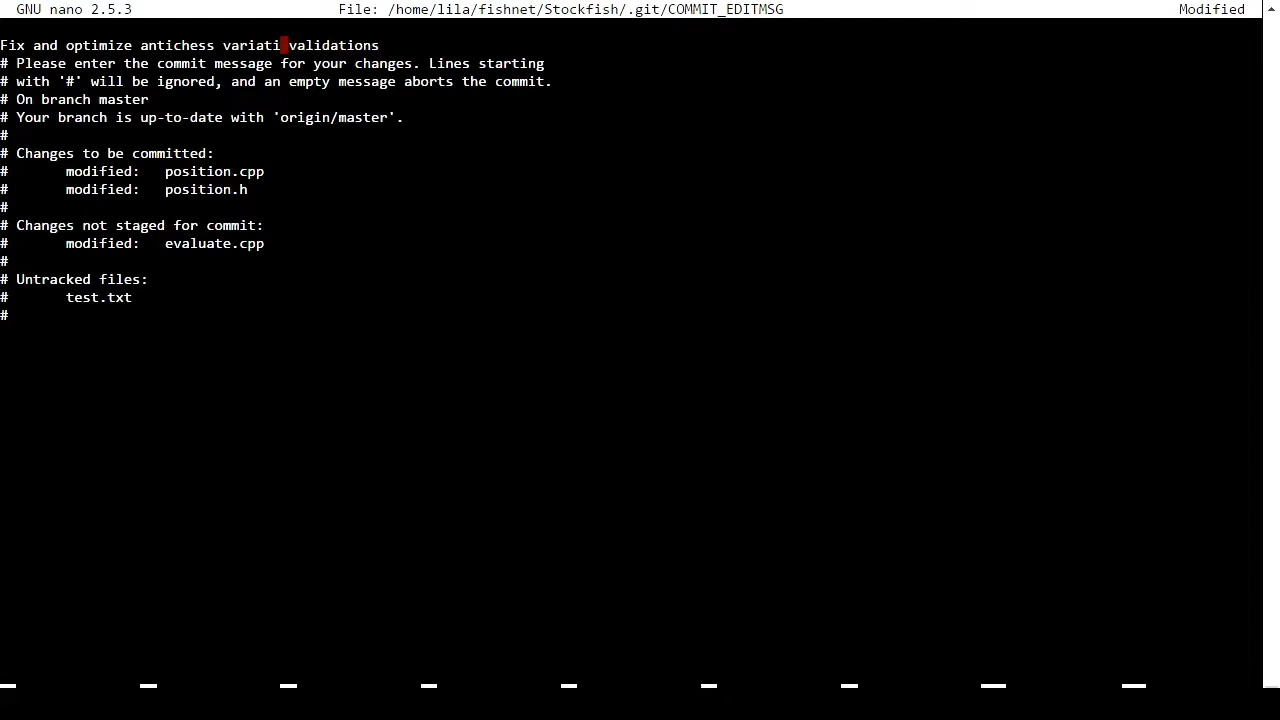 GNU nano 2.5.3 File: /home/lila/fishnet/Stockfish/.git/COMMIT_EDITMSG Modified
Fix and optimize antichess variati validations
# Please enter the commit message for your changes. Lines starting
# with '#' will be ignored, and an empty message aborts the commit.
# On branch master
# Your branch is up-to-date with 'origin/master'.
#
# Changes to be committed:
#       modified:   position.cpp
#       modified:   position.h
#
# Changes not staged for commit:
#       modified:   evaluate.cpp
#
# Untracked files:
#       test.txt
#